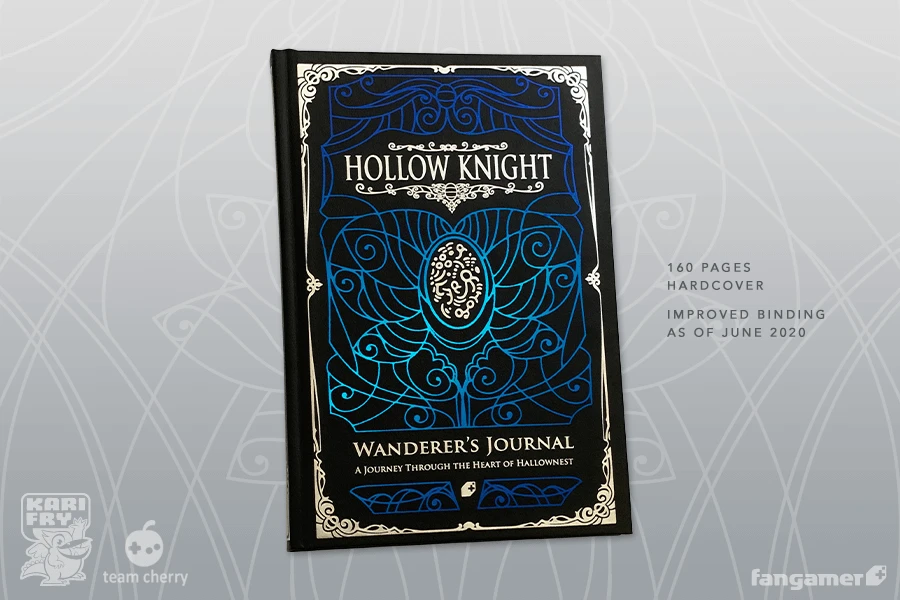 HOLLOW KNIGHT
WANDERER'S JOURNAL
A JOURNEY THROUGH THE HEART OF HALLOWNEST
160 PAGES
HARDCOVER
IMPROVED BINDING
AS OF JUNE 2020
KARI
FRY
team cherry
fangamer